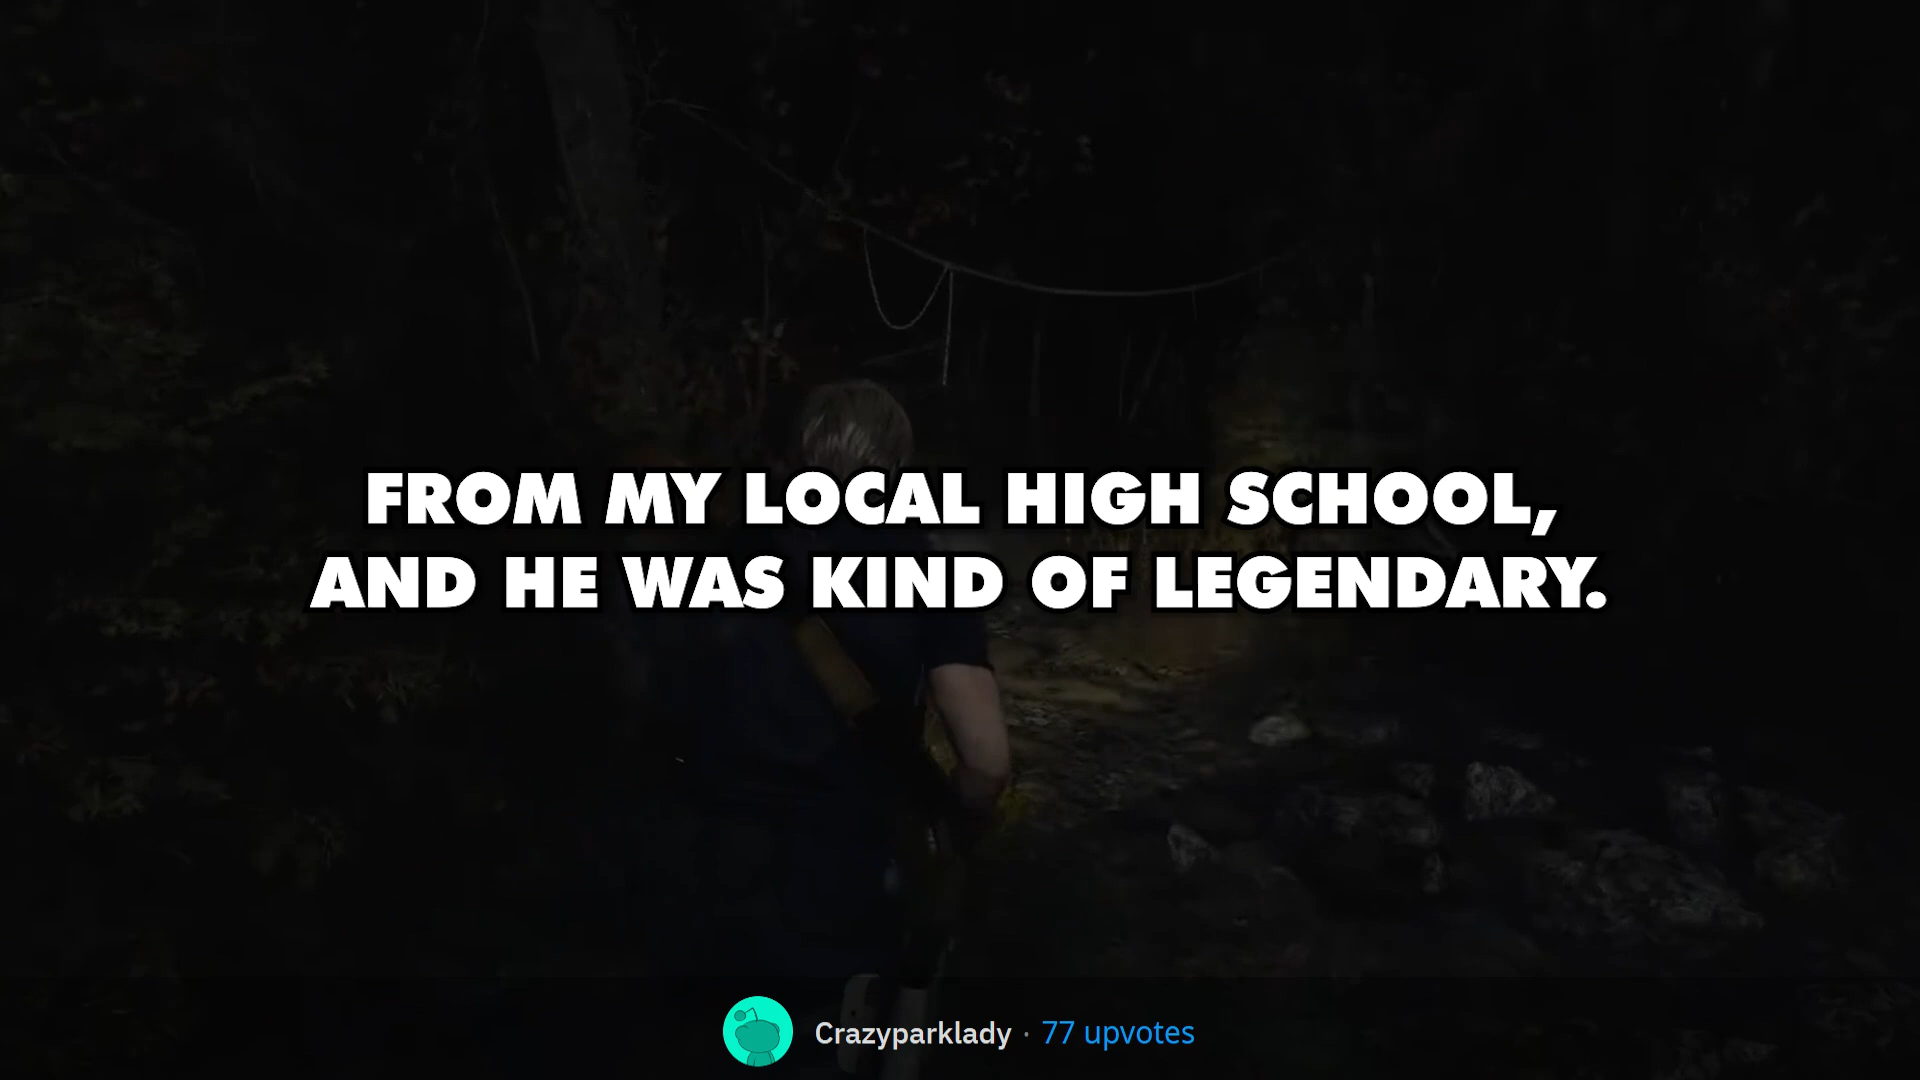 FROM MY LOCAL HIGH SCHOOL,
AND HE WAS KIND OF LEGENDARY.
Crazyparklady · 77 upvotes